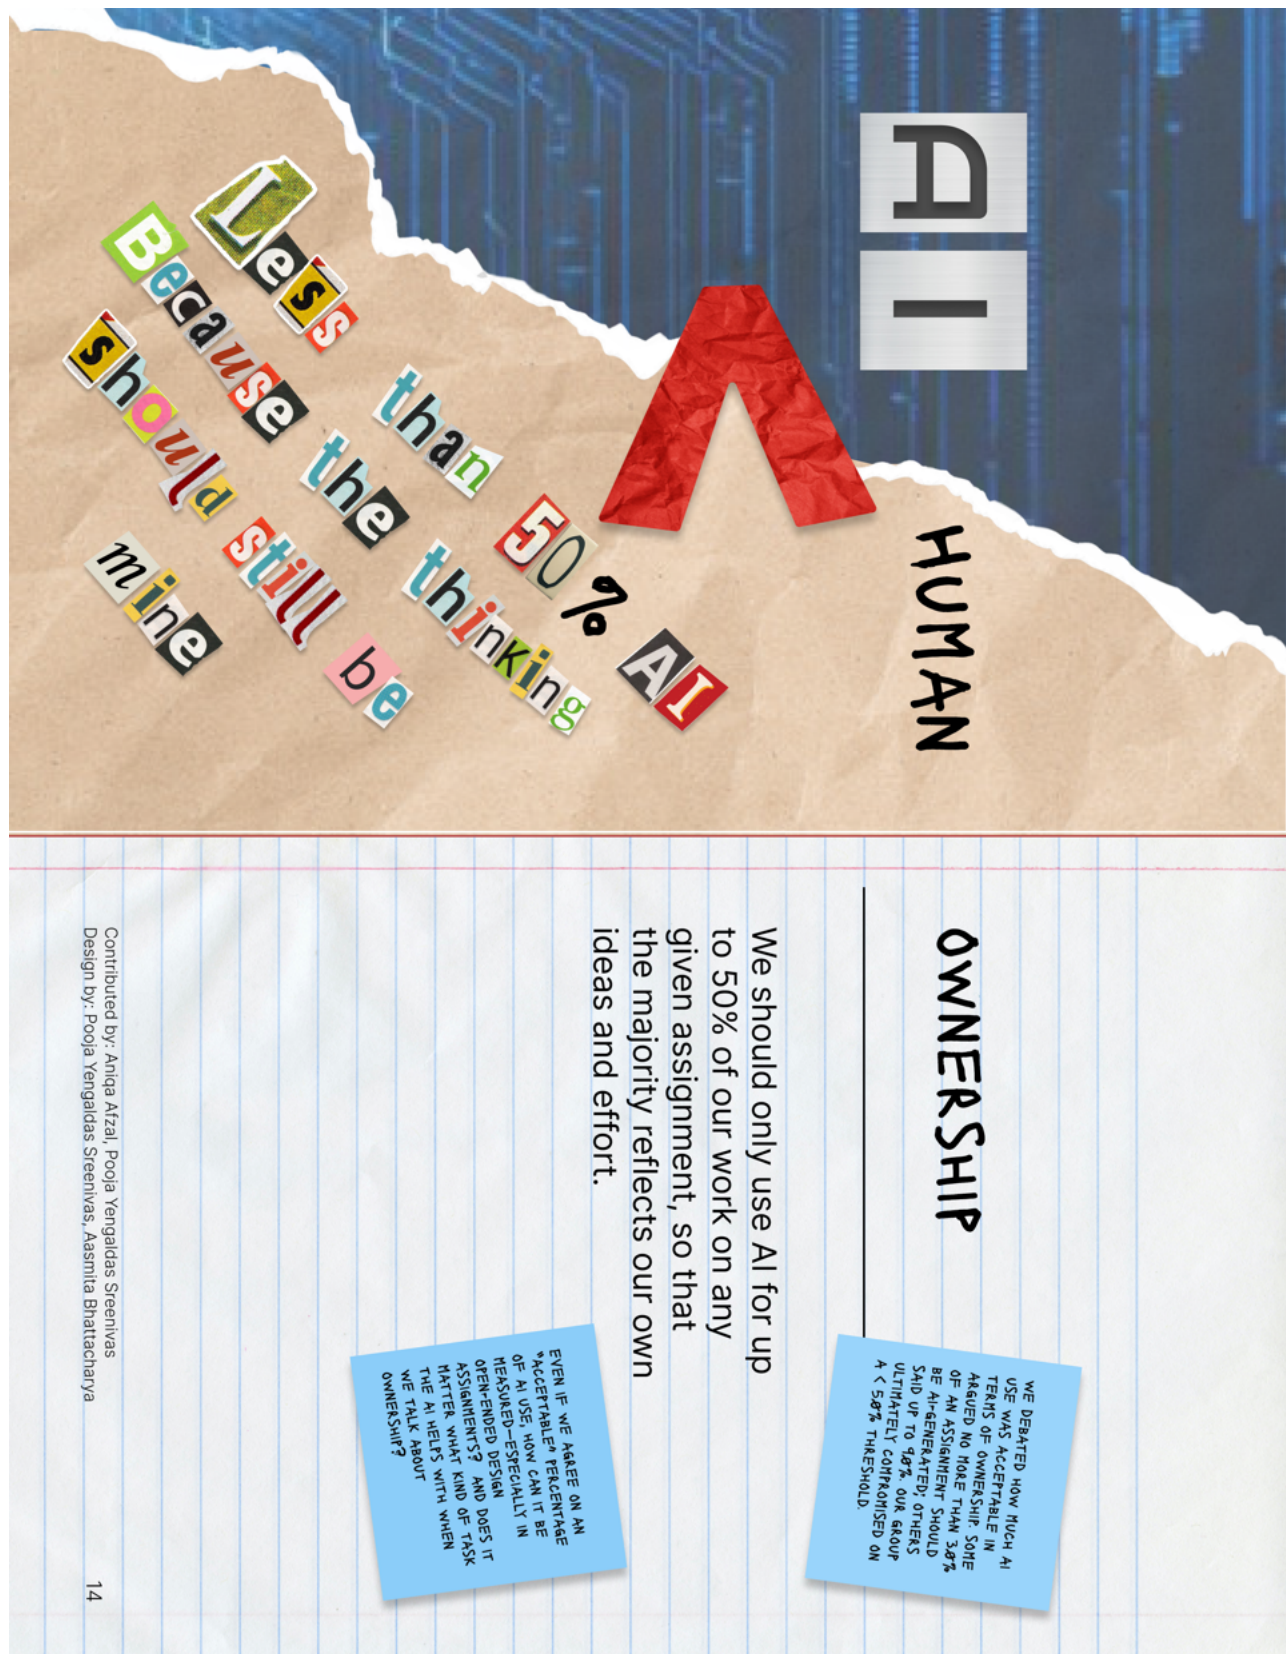 AI < HUMAN
Less than 50% AI
Because the thinking
should still be
mine
OWNERSHIP
We should only use AI for up
to 50% of our work on any
given assignment, so that
the majority reflects our own
ideas and effort.
WE DEBATED HOW MUCH AI
USE WAS ACCEPTABLE IN
TERMS OF OWNERSHIP. SOME
ARGUED NO MORE THAN 30%
OF AN ASSIGNMENT SHOULD
BE AI-GENERATED; OTHERS
SAID UP TO 90%. OUR GROUP
ULTIMATELY COMPROMISED ON
A < 50% THRESHOLD.
EVEN IF WE AGREE ON AN
"ACCEPTABLE" PERCENTAGE
OF AI USE, HOW CAN IT BE
MEASURED—ESPECIALLY IN
OPEN-ENDED DESIGN
ASSIGNMENTS? AND DOES IT
MATTER WHAT KIND OF TASK
THE AI HELPS WITH WHEN
WE TALK ABOUT
OWNERSHIP?
Contributed by: Aniqa Afzal, Pooja Yengaldas Sreenivas
Design by: Pooja Yengaldas Sreenivas, Aasmita Bhattacharya
14